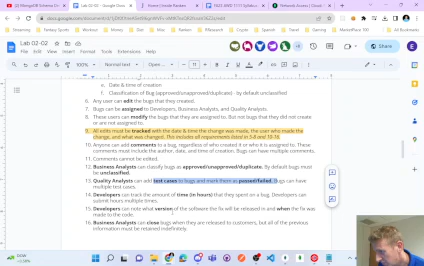 Lab 02-02
File Edit View Insert Format Tools Extensions Help
Share
100% Normal text
e. Date & time of creation
f. Classification of Bug (approved/unapproved/duplicate) - by default unclassified
6. Any user can edit the bugs that they created.
7. Bugs can be assigned to Developers, Business Analysts, and Quality Analysts.
8. These users can modify the bugs that they are assigned to. But not bugs that they did not create
or are not assigned to.
9. All edits must be tracked with the date & time the change was made, the user who made the
change, and what was changed. This includes all requirements listed in 1-8 and 10-16.
10. Anyone can add comments to a bug, regardless of who created it or who it is assigned to. These
comments must include the author, date, and time of creation. Bugs can have multiple comments.
11. Comments cannot be edited.
12. Business Analysts can classify bugs as approved/unapproved/duplicate. By default bugs must
be unclassified.
13. Quality Analysts can add test cases to bugs and mark them as passed/failed. Bugs can have
multiple test cases.
14. Developers can track the amount of time (in hours) that they spent on a bug. Developers can
submit hours multiple times.
15. Developers can note what version of the software the fix will be released in and when the fix was
made to the code.
16. Business Analysts can close bugs when they are released to customers, but all of the previous
information must be retained indefinitely.